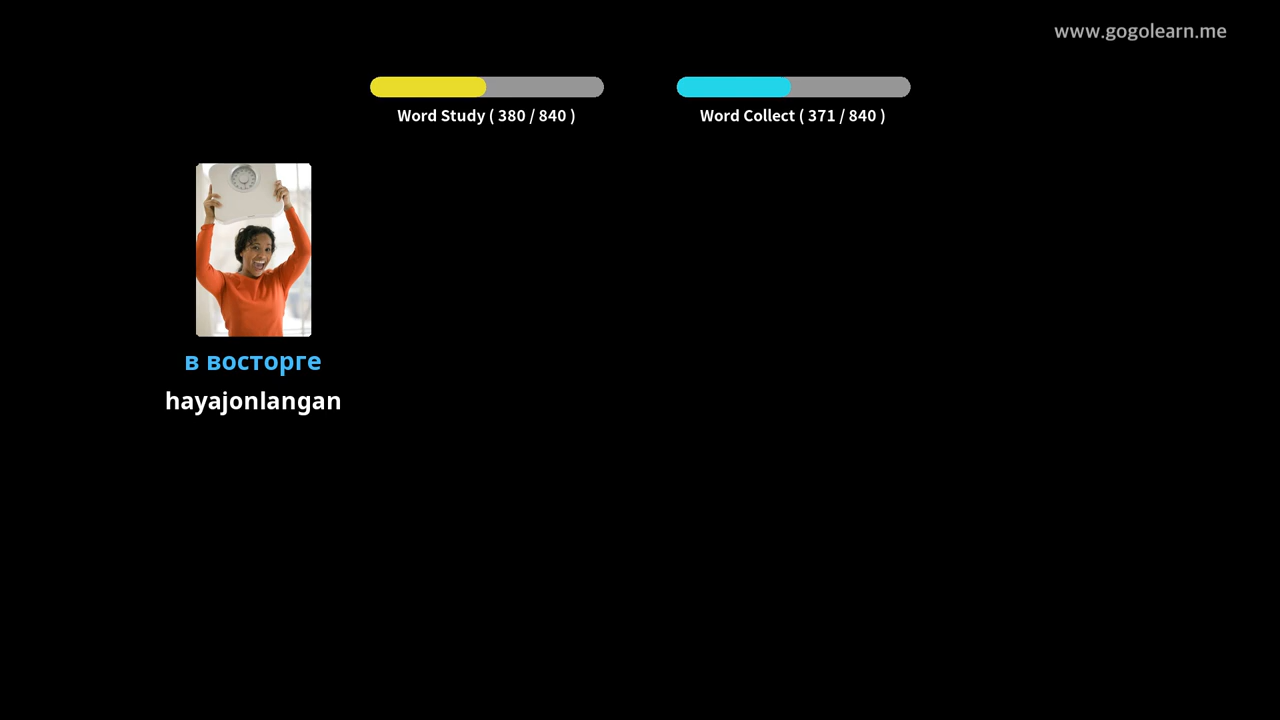 www.gogolearn.me
Word Study ( 380 / 840 )
Word Collect ( 371 / 840 )
в восторге
hayajonlangan